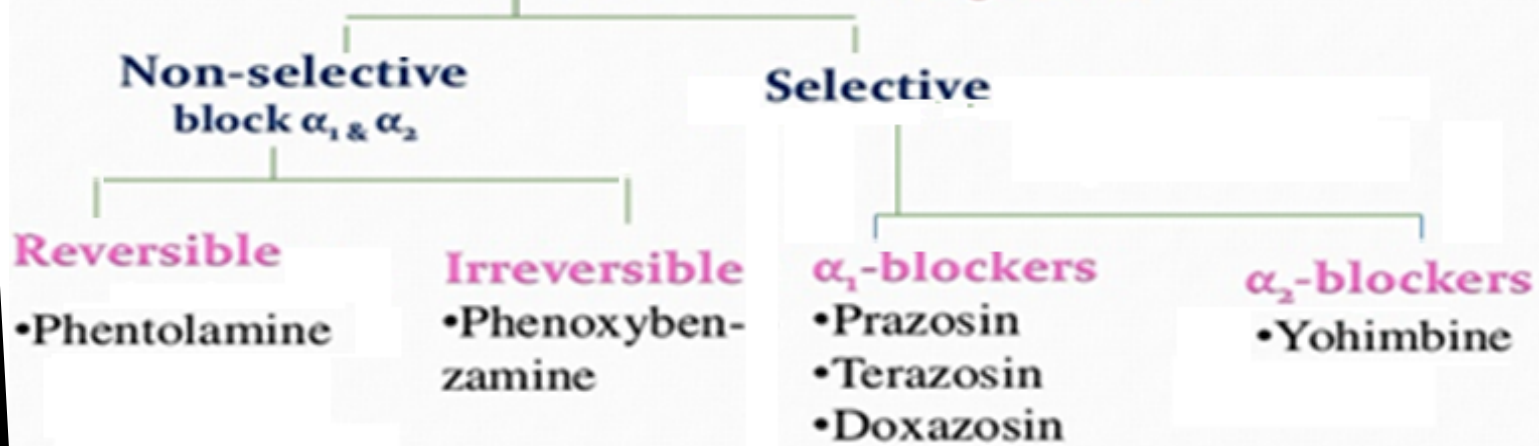 Non-selective
block α₁ & α₂
Selective
Reversible
•Phentolamine
Irreversible
•Phenoxyben-
zamine
α₁-blockers
•Prazosin
•Terazosin
•Doxazosin
α₂-blockers
•Yohimbine